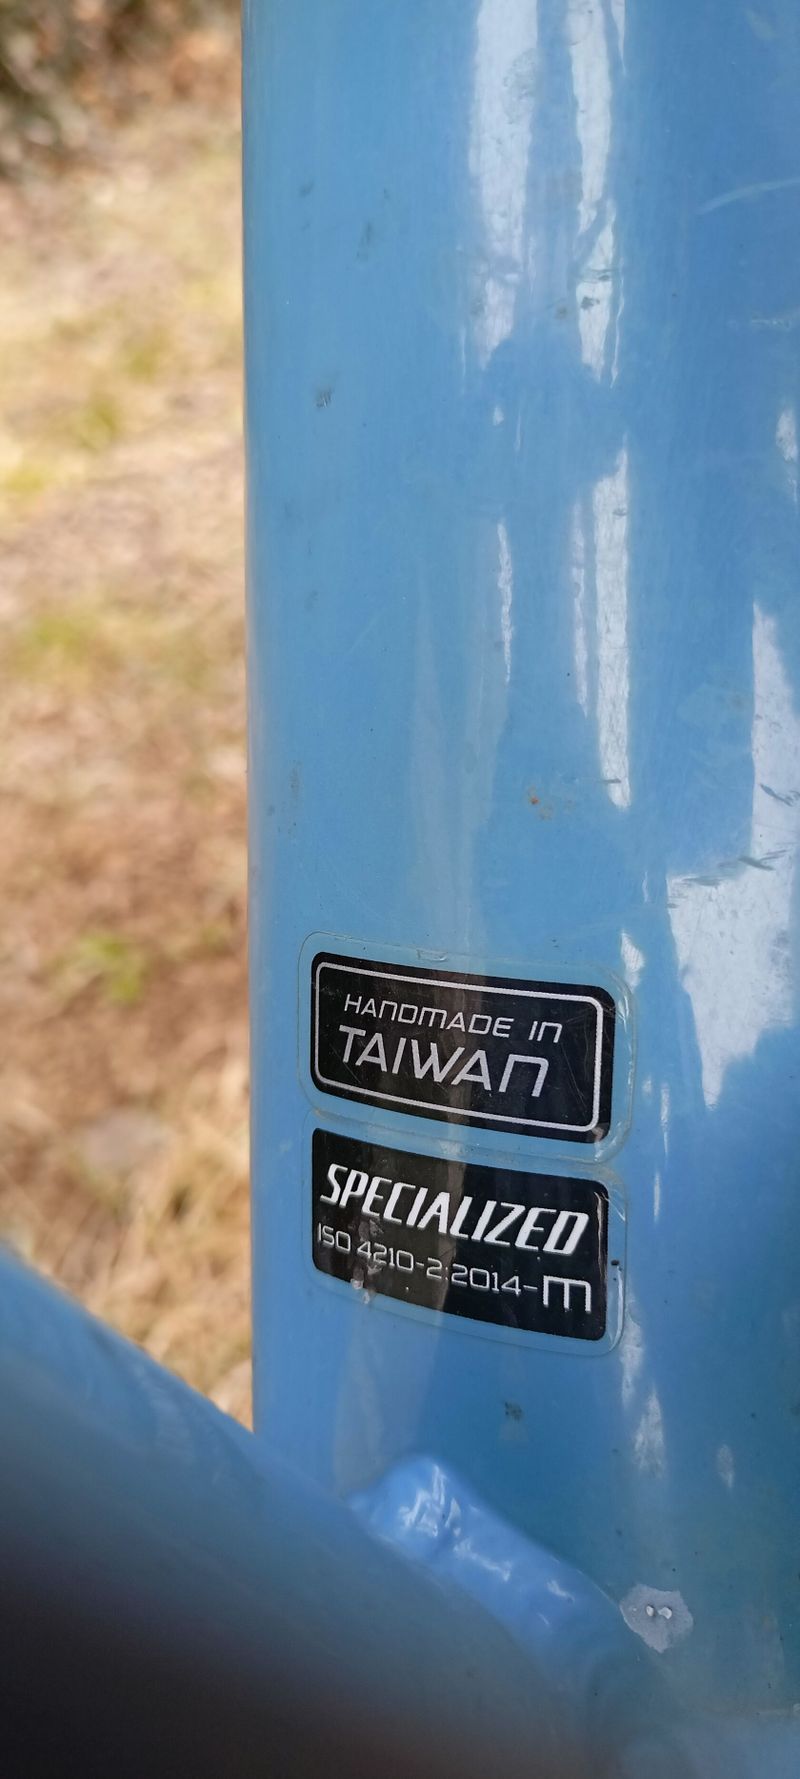 HANDMADE IN
TAIWAN
SPECIALIZED
ISO 4210-2:2014-M